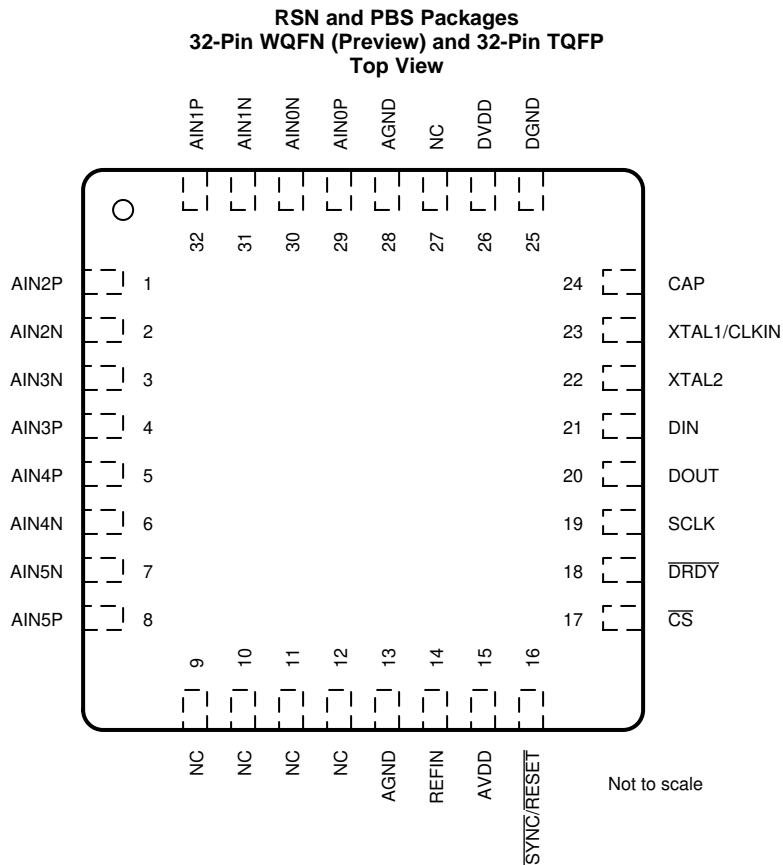 RSN and PBS Packages
32-Pin WQFN (Preview) and 32-Pin TQFP
Top View
AIN1P AIN1N AIN0N AIN0P AGND NC DVDD DGND
32 31 30 29 28 27 26 25
AIN2P 1 24 CAP
AIN2N 2 23 XTAL1/CLKIN
AIN3N 3 22 XTAL2
AIN3P 4 21 DIN
AIN4P 5 20 DOUT
AIN4N 6 19 SCLK
AIN5N 7 18 DRDY
AIN5P 8 17 CS
9 10 11 12 13 14 15 16
NC NC NC NC AGND REFIN AVDD SYNC/RESET
Not to scale